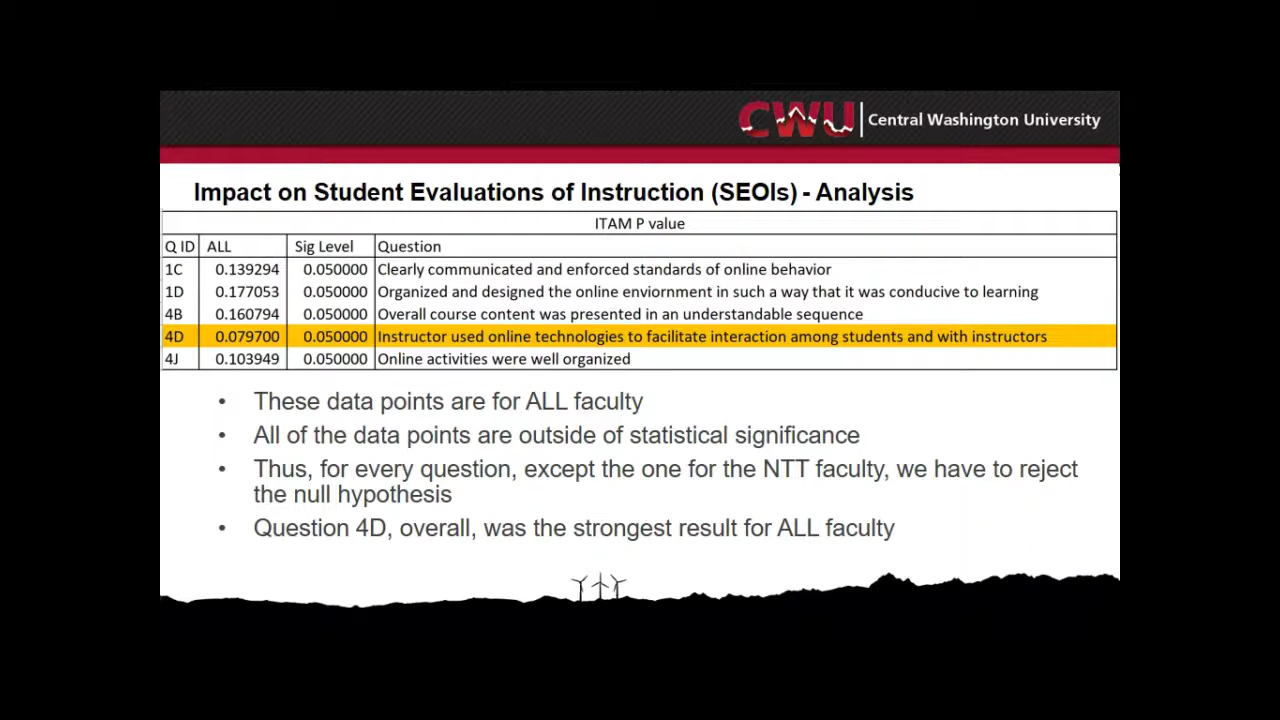 CWU Central Washington University
Impact on Student Evaluations of Instruction (SEOIs) - Analysis
ITAM P value
Q ID ALL Sig Level Question
1C 0.139294 0.050000 Clearly communicated and enforced standards of online behavior
1D 0.177053 0.050000 Organized and designed the online enviornment in such a way that it was conducive to learning
4B 0.160794 0.050000 Overall course content was presented in an understandable sequence
4D 0.079700 0.050000 Instructor used online technologies to facilitate interaction among students and with instructors
4J 0.103949 0.050000 Online activities were well organized
• These data points are for ALL faculty
• All of the data points are outside of statistical significance
• Thus, for every question, except the one for the NTT faculty, we have to reject
the null hypothesis
• Question 4D, overall, was the strongest result for ALL faculty